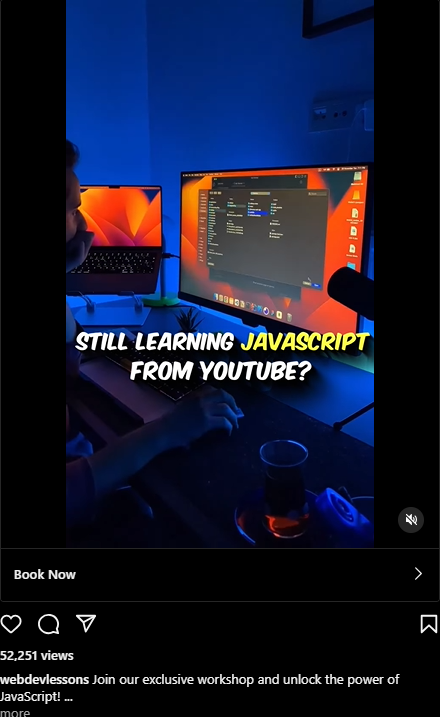 STILL LEARNING JAVASCRIPT
FROM YOUTUBE?
Book Now
52,251 views
webdevlessons Join our exclusive workshop and unlock the power of
JavaScript! ...
more